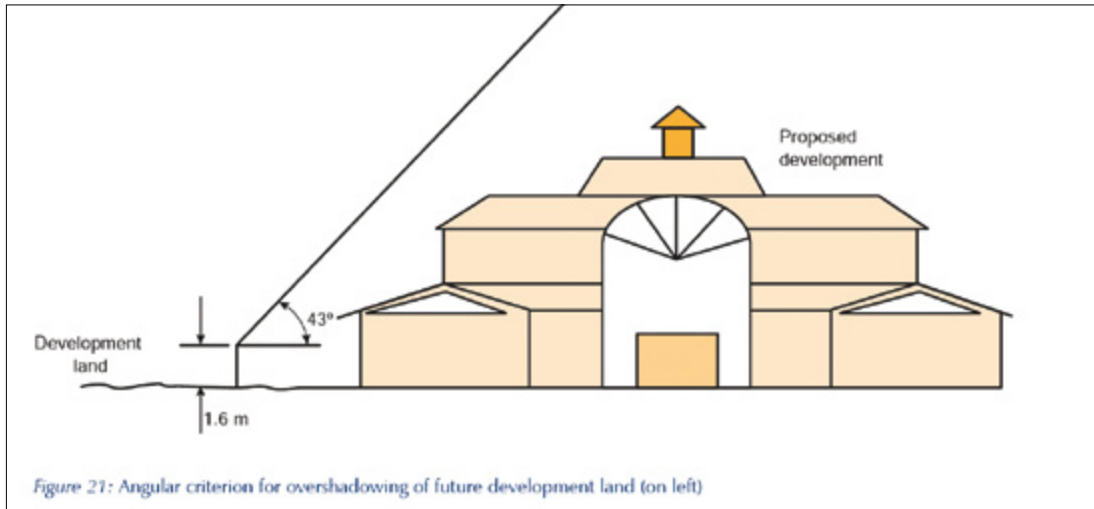 Proposed
development
43°
Development
land
1.6 m
Figure 21: Angular criterion for overshadowing of future development land (on left)